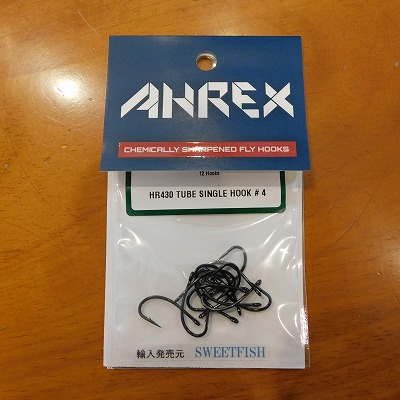 AHREX
CHEMICALLY SHARPENED FLY HOOKS
12 Hooks
HR430 TUBE SINGLE HOOK # 4
輸入発売元 SWEETFISH